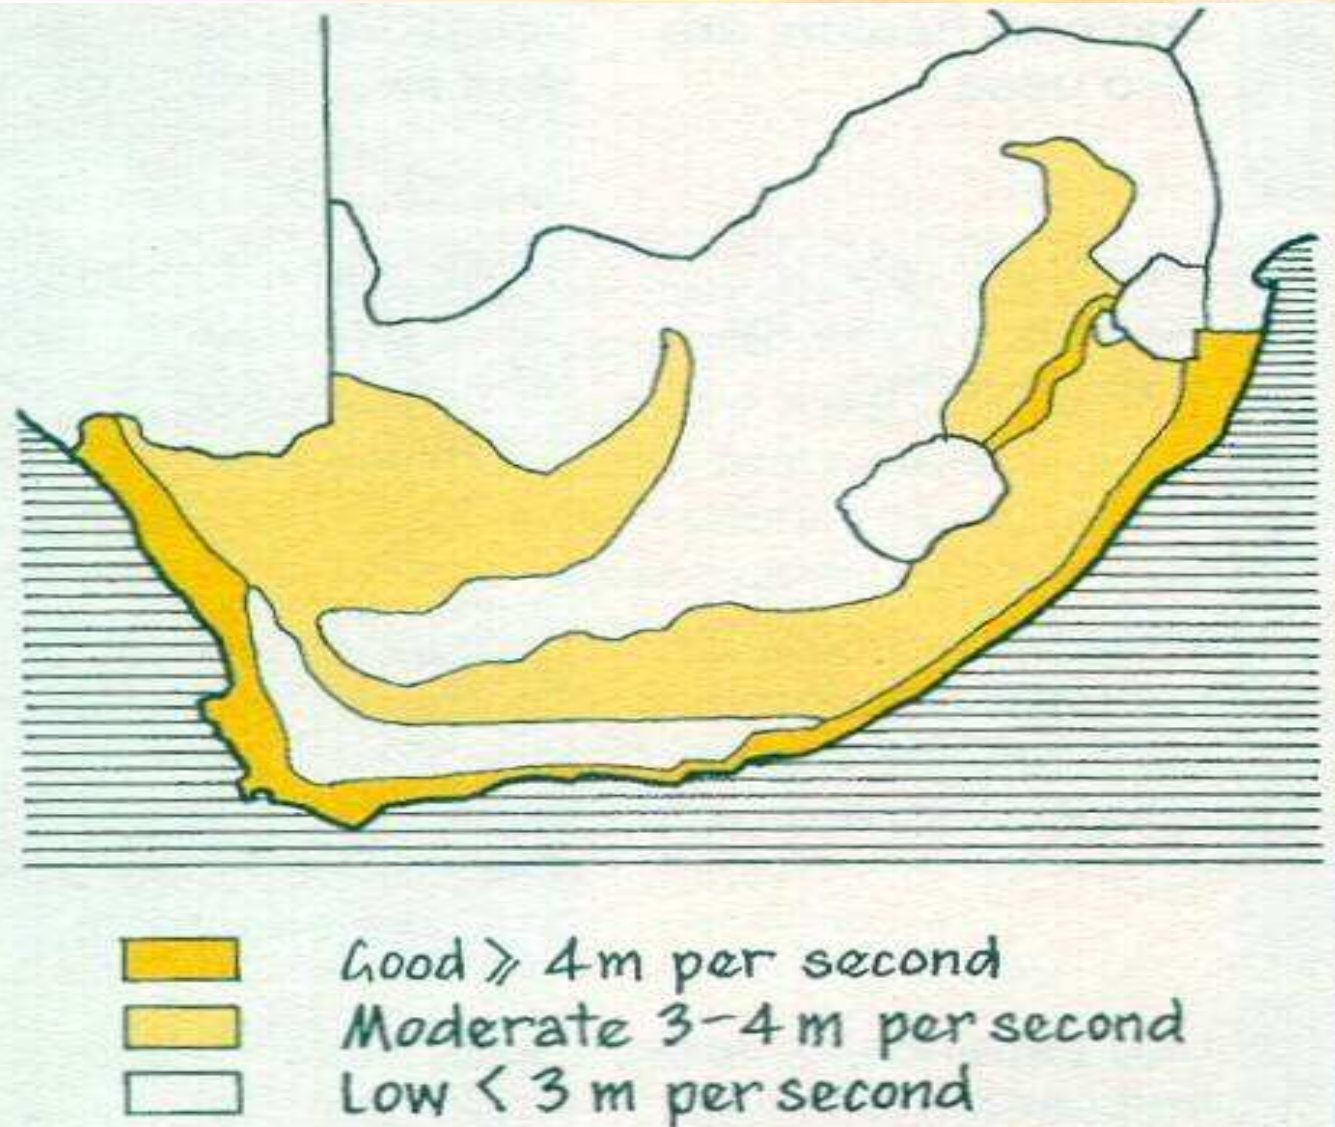 Good ⩾ 4m per second
Moderate 3-4 m per second
Low < 3 m per second